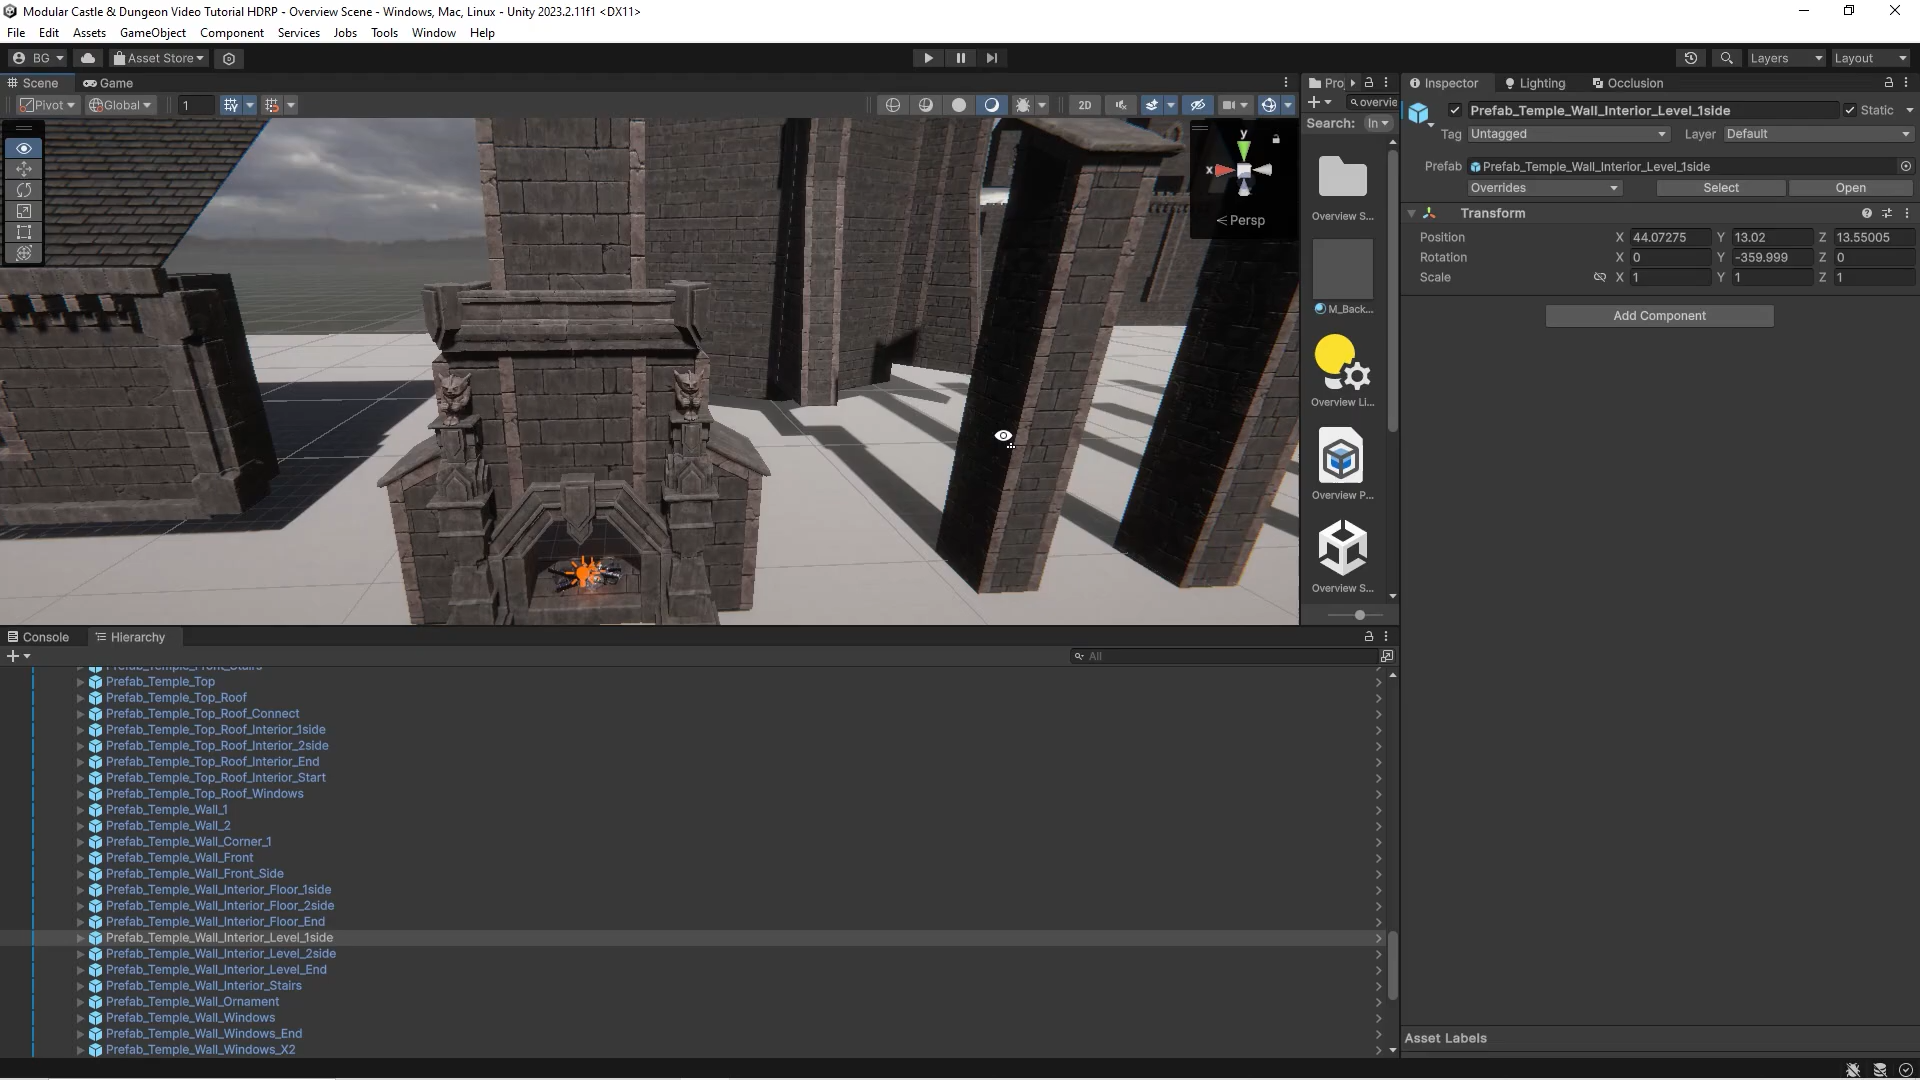 Modular Castle & Dungeon Video Tutorial HDRP - Overview Scene - Windows, Mac, Linux - Unity 2023.2.11f1 <DX11>
File Edit Assets GameObject Component Services Jobs Tools Window Help
BG Asset Store Layers Layout
Scene Game
Pivot Global 1 2D
y
x
Persp
Pro
overvie
Search: In
Overview S...
M_Back...
Overview Li...
Overview P...
Overview S...
Inspector Lighting Occlusion
Prefab_Temple_Wall_Interior_Level_1side Static
Tag Untagged Layer Default
Prefab Prefab_Temple_Wall_Interior_Level_1side
Overrides Select Open
Transform
Position X 44.07275 Y 13.02 Z 13.55005
Rotation X 0 Y -359.999 Z 0
Scale X 1 Y 1 Z 1
Add Component
Asset Labels
Console Hierarchy
All
Prefab_Temple_Front_Stairs
Prefab_Temple_Top
Prefab_Temple_Top_Roof
Prefab_Temple_Top_Roof_Connect
Prefab_Temple_Top_Roof_Interior_1side
Prefab_Temple_Top_Roof_Interior_2side
Prefab_Temple_Top_Roof_Interior_End
Prefab_Temple_Top_Roof_Interior_Start
Prefab_Temple_Top_Roof_Windows
Prefab_Temple_Wall_1
Prefab_Temple_Wall_2
Prefab_Temple_Wall_Corner_1
Prefab_Temple_Wall_Front
Prefab_Temple_Wall_Front_Side
Prefab_Temple_Wall_Interior_Floor_1side
Prefab_Temple_Wall_Interior_Floor_2side
Prefab_Temple_Wall_Interior_Floor_End
Prefab_Temple_Wall_Interior_Level_1side
Prefab_Temple_Wall_Interior_Level_2side
Prefab_Temple_Wall_Interior_Level_End
Prefab_Temple_Wall_Interior_Stairs
Prefab_Temple_Wall_Ornament
Prefab_Temple_Wall_Windows
Prefab_Temple_Wall_Windows_End
Prefab_Temple_Wall_Windows_X2